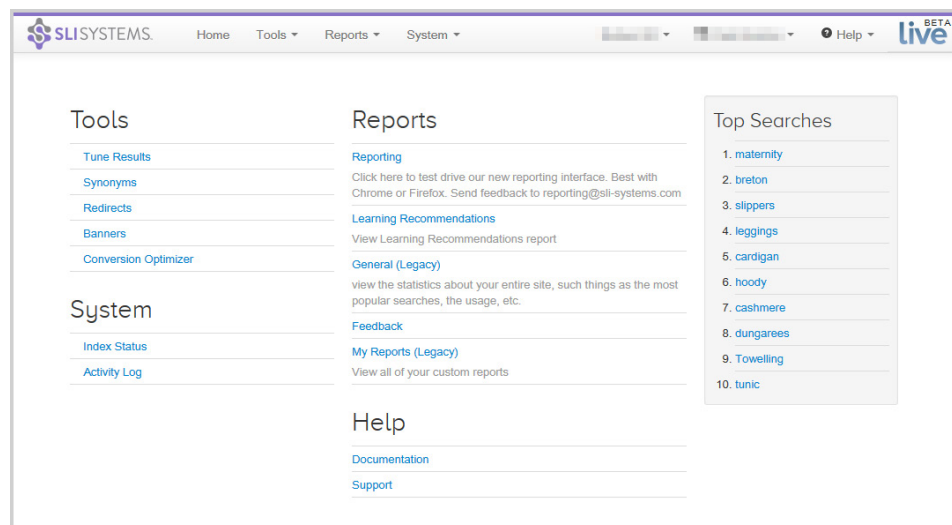 SLISYSTEMS.
Home Tools Reports System Help
BETA
live
Tools
Tune Results
Synonyms
Redirects
Banners
Conversion Optimizer
System
Index Status
Activity Log
Reports
Reporting
Click here to test drive our new reporting interface. Best with
Chrome or Firefox. Send feedback to reporting@sli-systems.com
Learning Recommendations
View Learning Recommendations report
General (Legacy)
view the statistics about your entire site, such things as the most
popular searches, the usage, etc.
Feedback
My Reports (Legacy)
View all of your custom reports
Help
Documentation
Support
Top Searches
1. maternity
2. breton
3. slippers
4. leggings
5. cardigan
6. hoody
7. cashmere
8. dungarees
9. Towelling
10. tunic